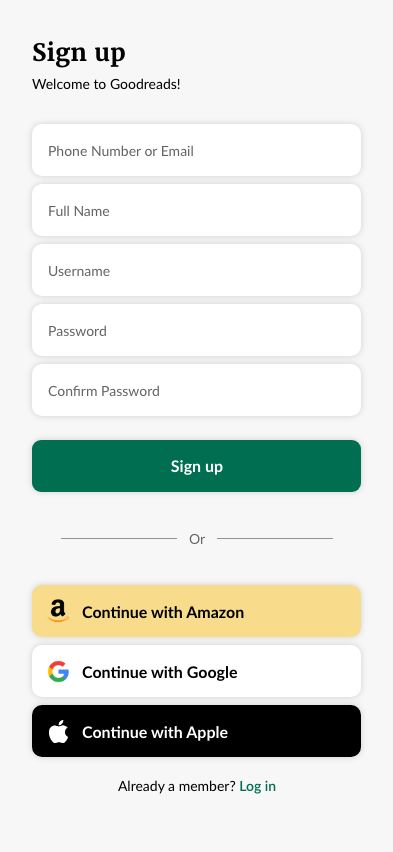 Sign up
Welcome to Goodreads!
Phone Number or Email
Full Name
Username
Password
Confirm Password
Sign up
Or
a Continue with Amazon
G Continue with Google
Continue with Apple
Already a member? Log in